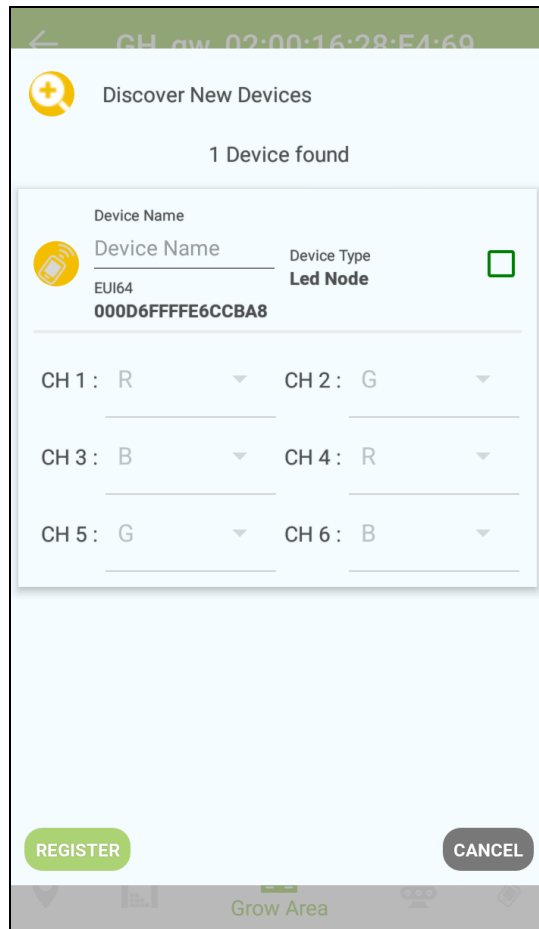 GH_gw_02:00:16:28:E4:69
Discover New Devices
1 Device found
Device Name
Device Name
Device Type
Led Node
EUI64
000D6FFFFE6CCBA8
CH 1 : R CH 2 : G
CH 3 : B CH 4 : R
CH 5 : G CH 6 : B
REGISTER CANCEL
Grow Area